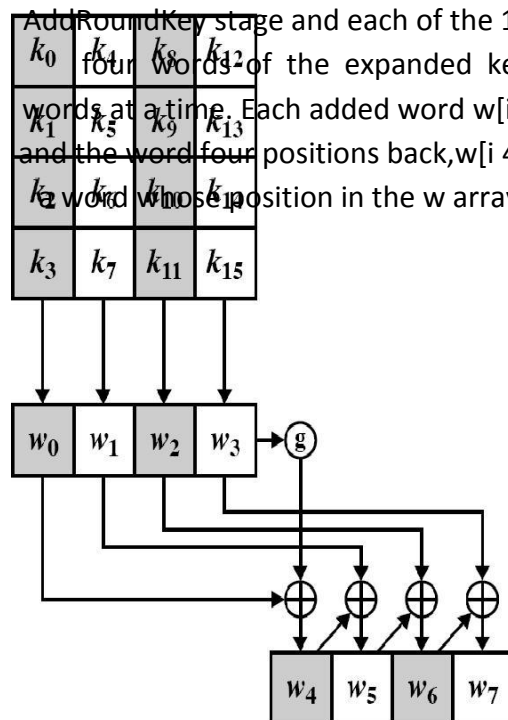 AddRoundKey stage and each of the 1
k0 k4 k8 k12
four words of the expanded ke
words at a time. Each added word w[i
k1 k5 k9 k13
and the word four positions back,w[i 4
k2 k6 k10 k14
a word whose position in the w array
k3 k7 k11 k15
w0 w1 w2 w3 g
w4 w5 w6 w7